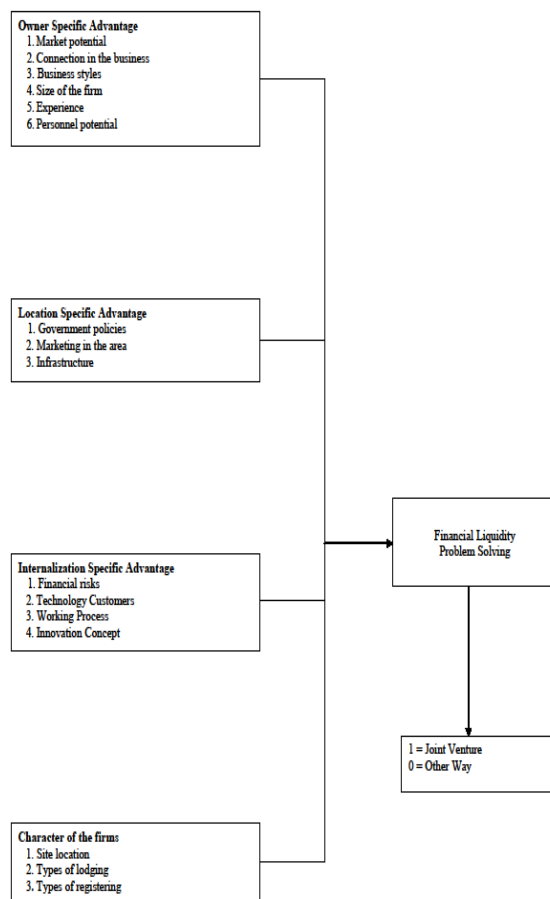 Owner Specific Advantage
1. Market potential
2. Connection in the business
3. Business styles
4. Size of the firm
5. Experience
6. Personnel potential
Location Specific Advantage
1. Government policies
2. Marketing in the area
3. Infrastructure
Financial Liquidity
Problem Solving
Internalization Specific Advantage
1. Financial risks
2. Technology Customers
3. Working Process
4. Innovation Concept
1 = Joint Venture
0 = Other Way
Character of the firms
1. Site location
2. Types of lodging
3. Types of registering